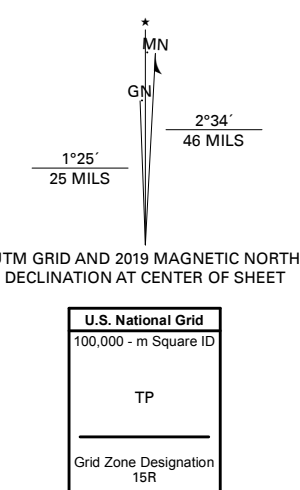 ★
MN
GN
2°34´
46 MILS
1°25´
25 MILS
UTM GRID AND 2019 MAGNETIC NORTH
DECLINATION AT CENTER OF SHEET
U.S. National Grid
100,000 - m Square ID
TP
Grid Zone Designation
15R